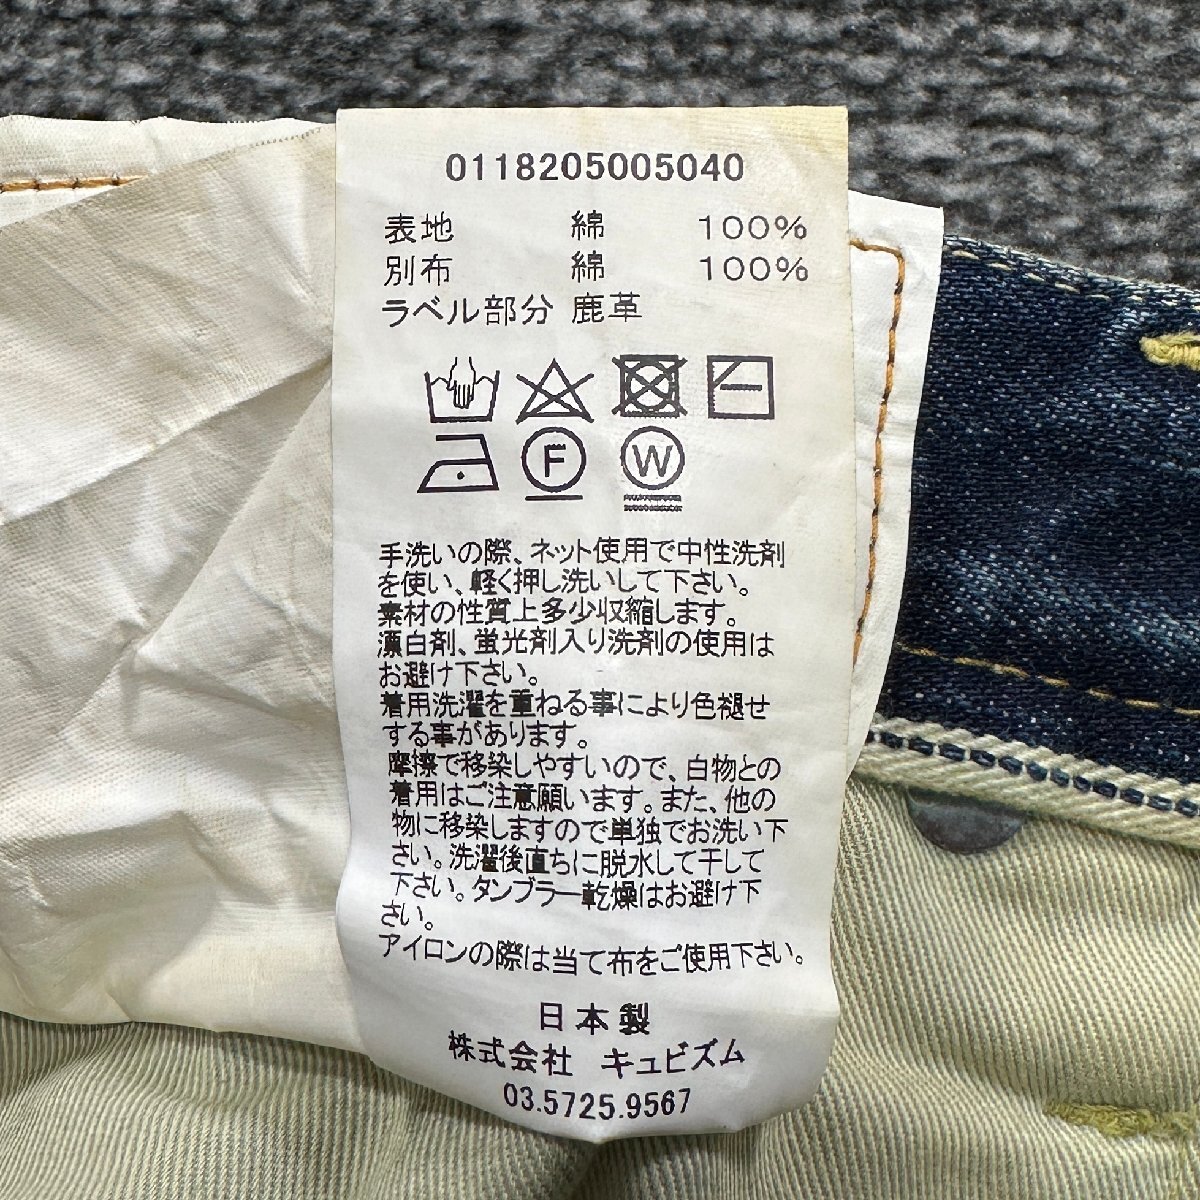 0118205005040
表地 綿 100%
別布 綿 100%
ラベル部分 鹿革
F W
手洗いの際、ネット使用で中性洗剤
を使い、軽く押し洗いして下さい。
素材の性質上多少収縮します。
漂白剤、蛍光剤入り洗剤の使用は
お避け下さい。
着用洗濯を重ねる事により色褪せ
する事があります。
摩擦で移染しやすいので、白物との
着用はご注意願います。また、他の
物に移染しますので単独でお洗い下
さい。洗濯後直ちに脱水して干して
下さい。タンブラー乾燥はお避け下
さい。
アイロンの際は当て布をご使用下さい。
日本製
株式会社 キュビズム
03.5725.9567